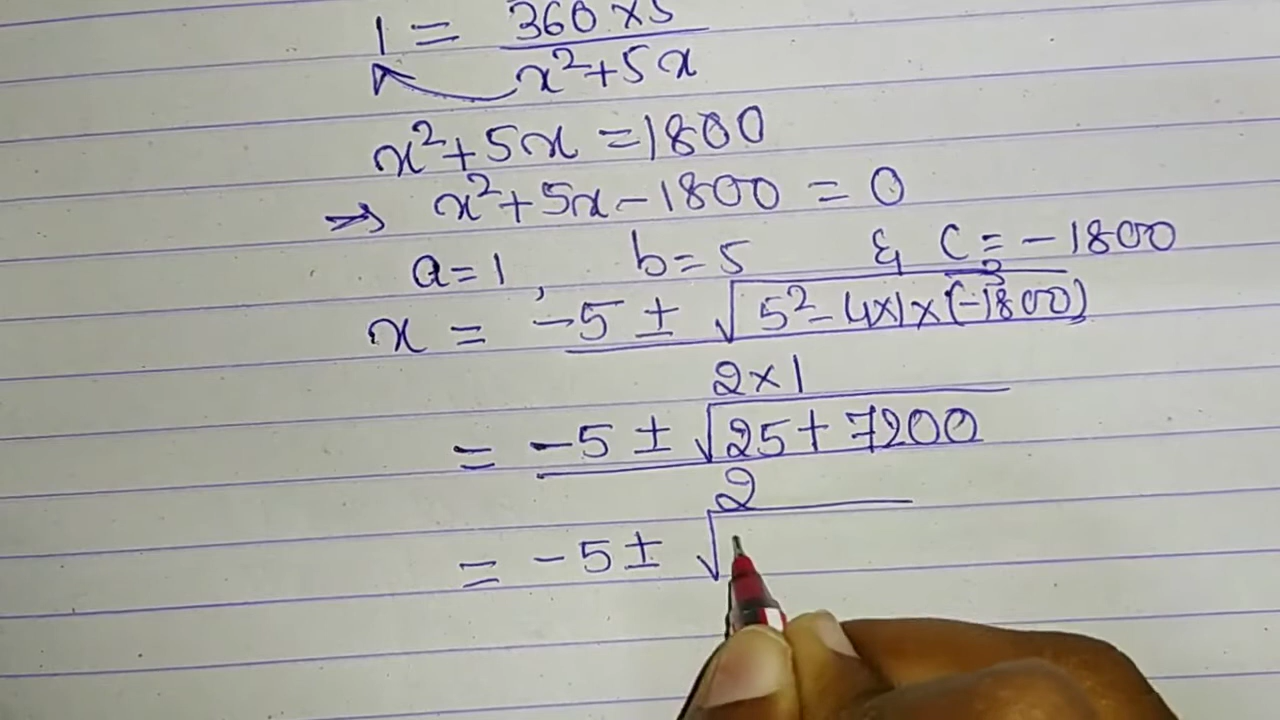 1 = 360 × 5 / x² + 5x
x² + 5x = 1800
⇒ x² + 5x − 1800 = 0
a = 1, b = 5 & c = − 1800
x = −5 ± √5² − 4×1×(−1800) / 2×1
= −5 ± √25 + 7200 / 2
= −5 ± √